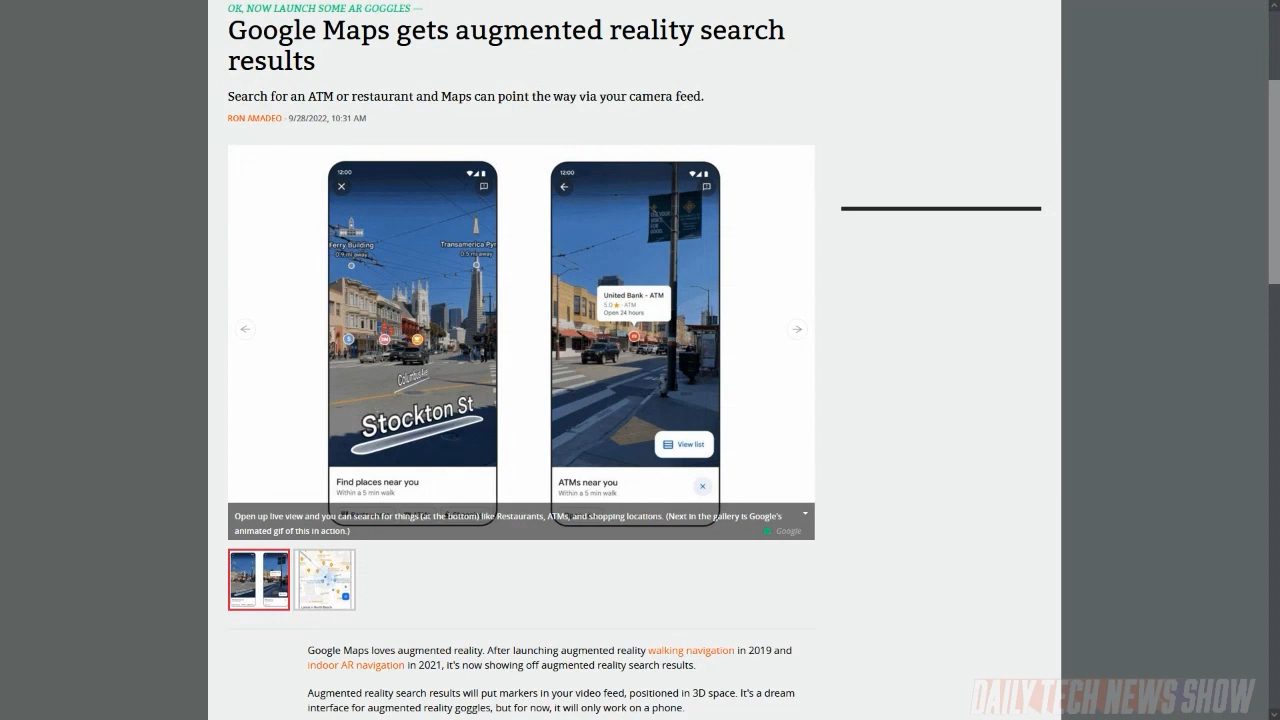 OK, NOW LAUNCH SOME AR GOGGLES —
Google Maps gets augmented reality search
results
Search for an ATM or restaurant and Maps can point the way via your camera feed.
RON AMADEO - 9/28/2022, 10:31 AM
12:00
Ferry Building
0.9 mi away
Transamerica Pyr
0.5 mi away
Columbus Ave
Stockton St
Find places near you
Within a 5 min walk
12:00
United Bank - ATM
5.0 ★ · ATM
Open 24 hours
View list
ATMs near you
Within a 5 min walk
Open up live view and you can search for things (at the bottom) like Restaurants, ATMs, and shopping locations. (Next in the gallery is Google's
animated gif of this in action.)
Google
Google Maps loves augmented reality. After launching augmented reality walking navigation in 2019 and
indoor AR navigation in 2021, it's now showing off augmented reality search results.
Augmented reality search results will put markers in your video feed, positioned in 3D space. It's a dream
interface for augmented reality goggles, but for now, it will only work on a phone.
DAILY TECH NEWS SHOW